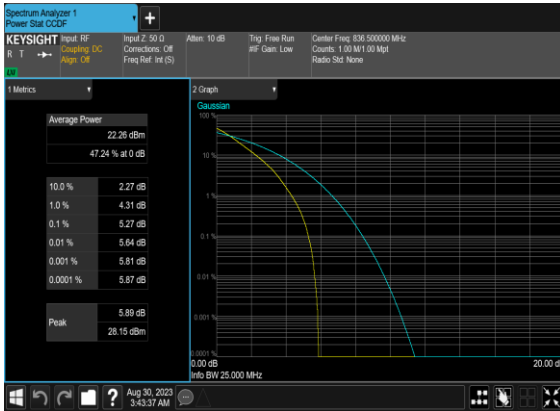 Spectrum Analyzer 1
Power Stat CCDF
KEYSIGHT
R T
LVI
Input: RF
Coupling: DC
Align: Off
Input Z: 50 Ω
Corrections: Off
Freq Ref: Int (S)
Atten: 10 dB
Trig: Free Run
#IF Gain: Low
Center Freq: 836.500000 MHz
Counts: 1.00 M/1.00 Mpt
Radio Std: None
1 Metrics
Average Power
22.26 dBm
47.24 % at 0 dB
10.0 % 2.27 dB
1.0 % 4.31 dB
0.1 % 5.27 dB
0.01 % 5.64 dB
0.001 % 5.81 dB
0.0001 % 5.87 dB
Peak
5.89 dB
28.15 dBm
2 Graph
Gaussian
100 %
10 %
1 %
0.1 %
0.01 %
0.001 %
0.0001 %
0.00 dB
20.00 d
Info BW 25.000 MHz
Aug 30, 2023
3:43:37 AM